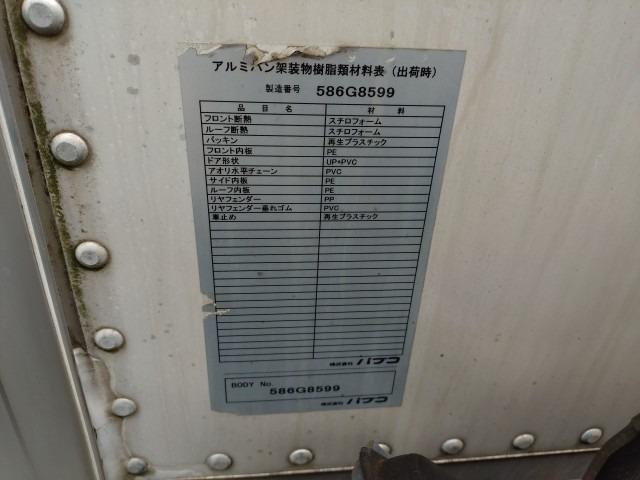 アルミバン架装物樹脂類材料表（出荷時）
製造番号 586G8599
品目名 材料
フロント断熱 スチロフォーム
ルーフ断熱 スチロフォーム
パッキン 再生プラスチック
フロント内板 PE
ドア形状 UP+PVC
アオリ水平チェーン PVC
サイド内板 PE
ルーフ内板 PE
リヤフェンダー PP
リヤフェンダー垂れゴム PVC
車止め 再生プラスチック
株式会社 パブコ
BODY No. 586G8599
株式会社 パブコ